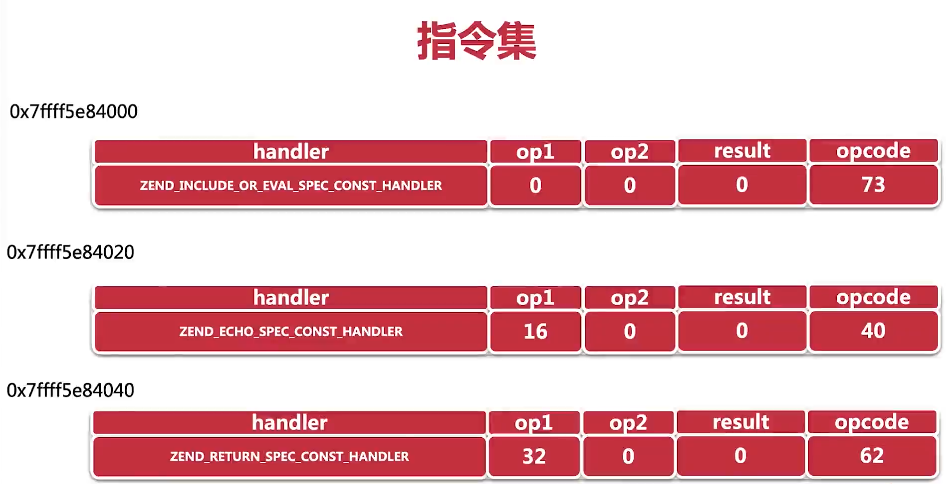 指令集
0x7ffff5e84000
handler op1 op2 result opcode
ZEND_INCLUDE_OR_EVAL_SPEC_CONST_HANDLER 0 0 0 73
0x7ffff5e84020
handler op1 op2 result opcode
ZEND_ECHO_SPEC_CONST_HANDLER 16 0 0 40
0x7ffff5e84040
handler op1 op2 result opcode
ZEND_RETURN_SPEC_CONST_HANDLER 32 0 0 62